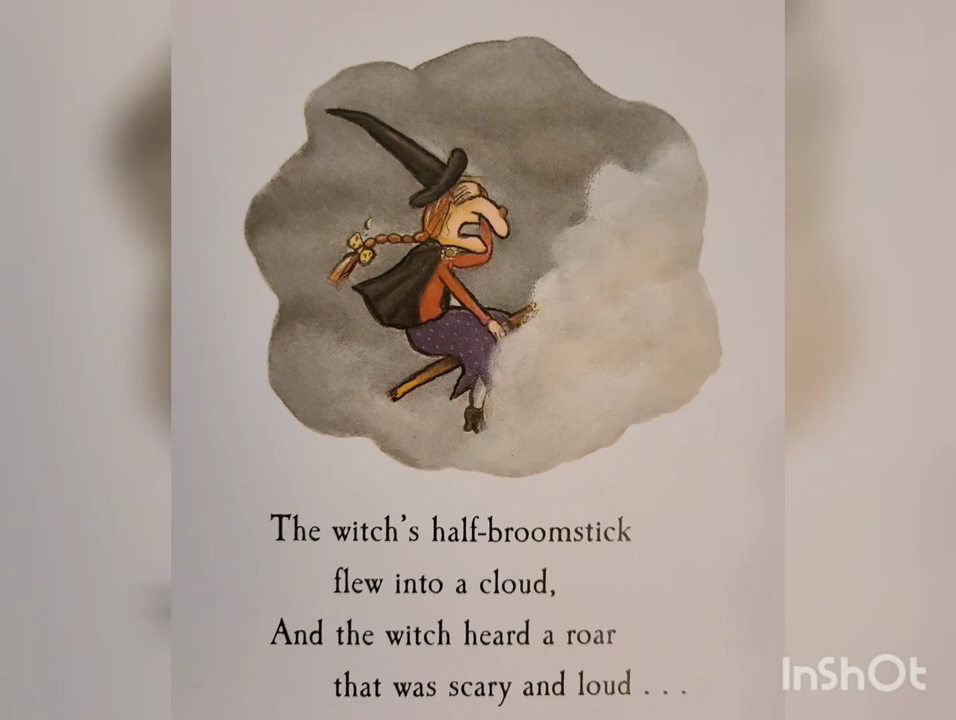 The witch's half-broomstick
flew into a cloud,
And the witch heard a roar
that was scary and loud . . .
InShOt